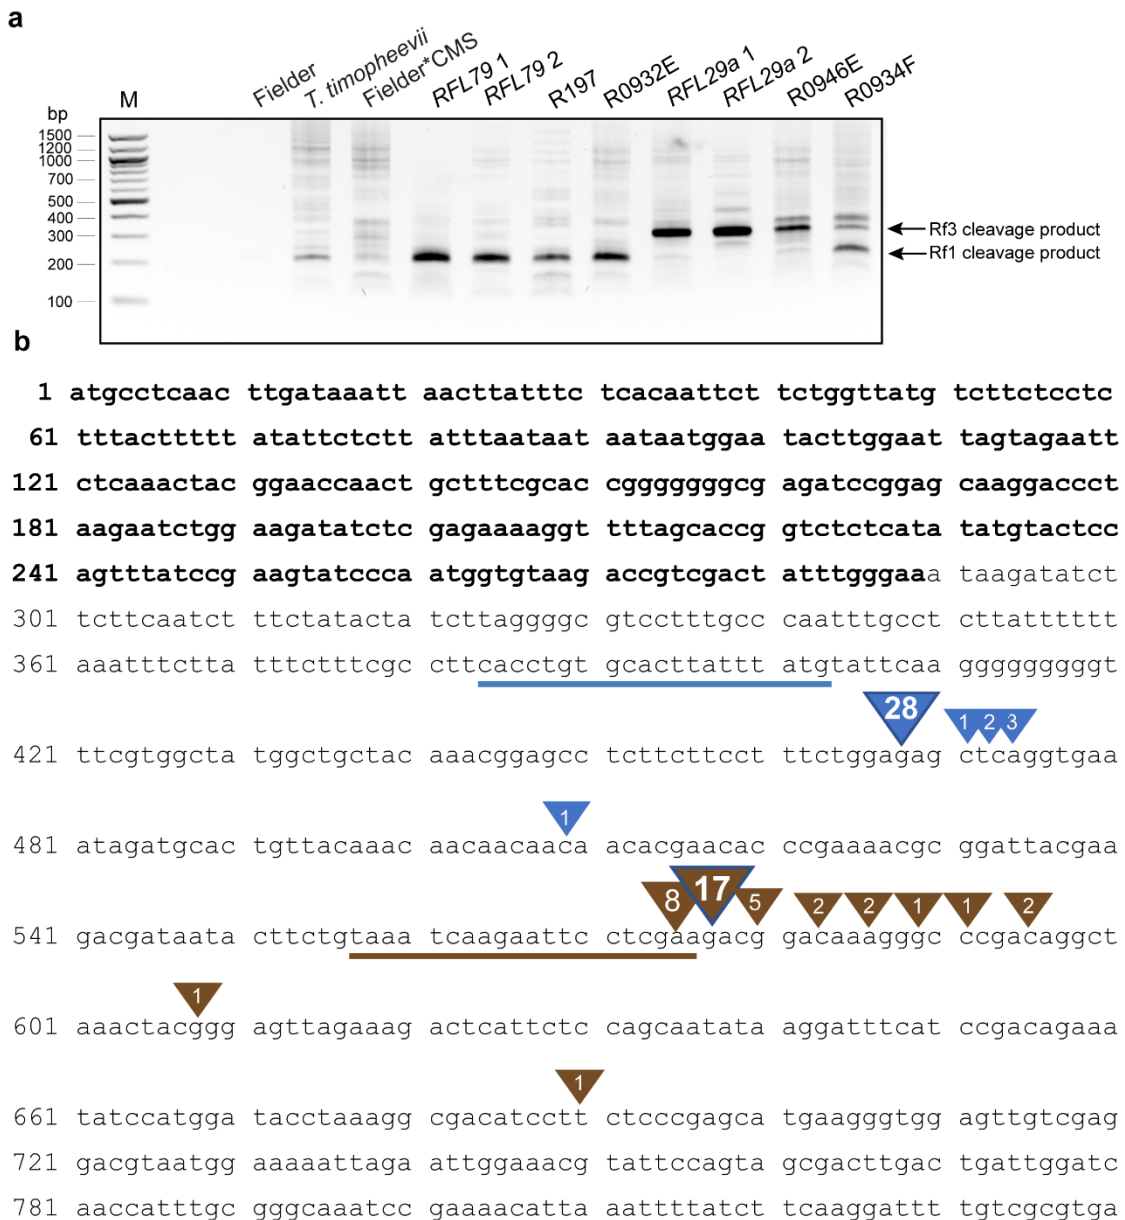 a
Fielder
T. timopheevii
Fielder*CMS
RFL79 1
RFL79 2
R197
R0932E
RFL29a 1
RFL29a 2
R0946E
R0934F
M
bp
1500
1200
1000
700
500
400
300
200
100
Rf3 cleavage product
Rf1 cleavage product
b
1 atgcctcaac ttgataaatt aacttatttc tcacaattct tctggttatg tcttctcctc
61 tttacttttt atattctctt atttaataat aataatggaa tacttggaat tagtagaatt
121 ctcaaactac ggaaccaact gctttcgcac cgggggggcg agatccggag caaggaccct
181 aagaatctgg aagatatctc gagaaaaggt tttagcaccg gtctctcata tatgtactcc
241 agtttatccg aagtatccca atggtgtaag accgtcgact atttgggaaa taagatatct
301 tcttcaatct ttctatacta tcttaggggc gtcctttgcc caatttgcct cttatttttt
361 aaatttctta tttctttcgc cttcacctgt gcacttattt atgtattcaa gggggggggt
28 1 2 3
421 ttcgtggcta tggctgctac aaacggagcc tcttcttcct ttctggagag ctcaggtgaa
1
481 atagatgcac tgttacaaac aacaacaaca acacgaacac ccgaaaacgc ggattacgaa
8 17 5 2 2 1 1 2
541 gacgataata cttctgtaaa tcaagaattc ctcgaagacg gacaaagggc ccgacaggct
1
601 aaactacggg agttagaaag actcattctc cagcaatata aggatttcat ccgacagaaa
1
661 tatccatgga tacctaaagg cgacatcctt ctcccgagca tgaagggtgg agttgtcgag
721 gacgtaatgg aaaaattaga attggaaacg tattccagta gcgacttgac tgattggatc
781 aaccatttgc gggcaaatcc gaaaacatta aattttatct tcaaggattt tgtcgcgtga